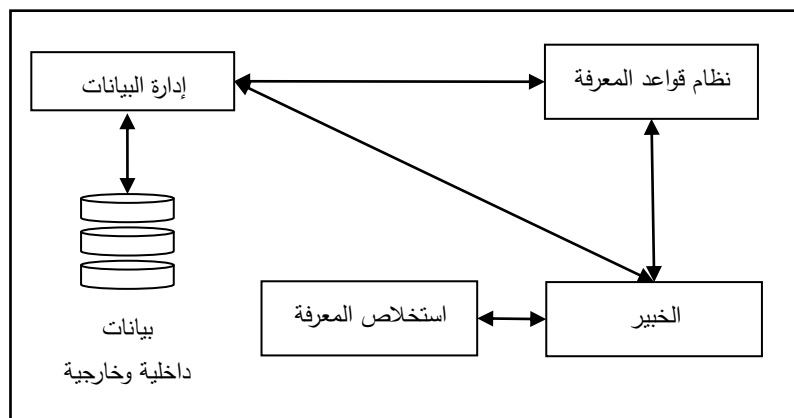 نظام قواعد المعرفة
إدارة البيانات
استخلاص المعرفة
الخبير
بيانات
داخلية وخارجية